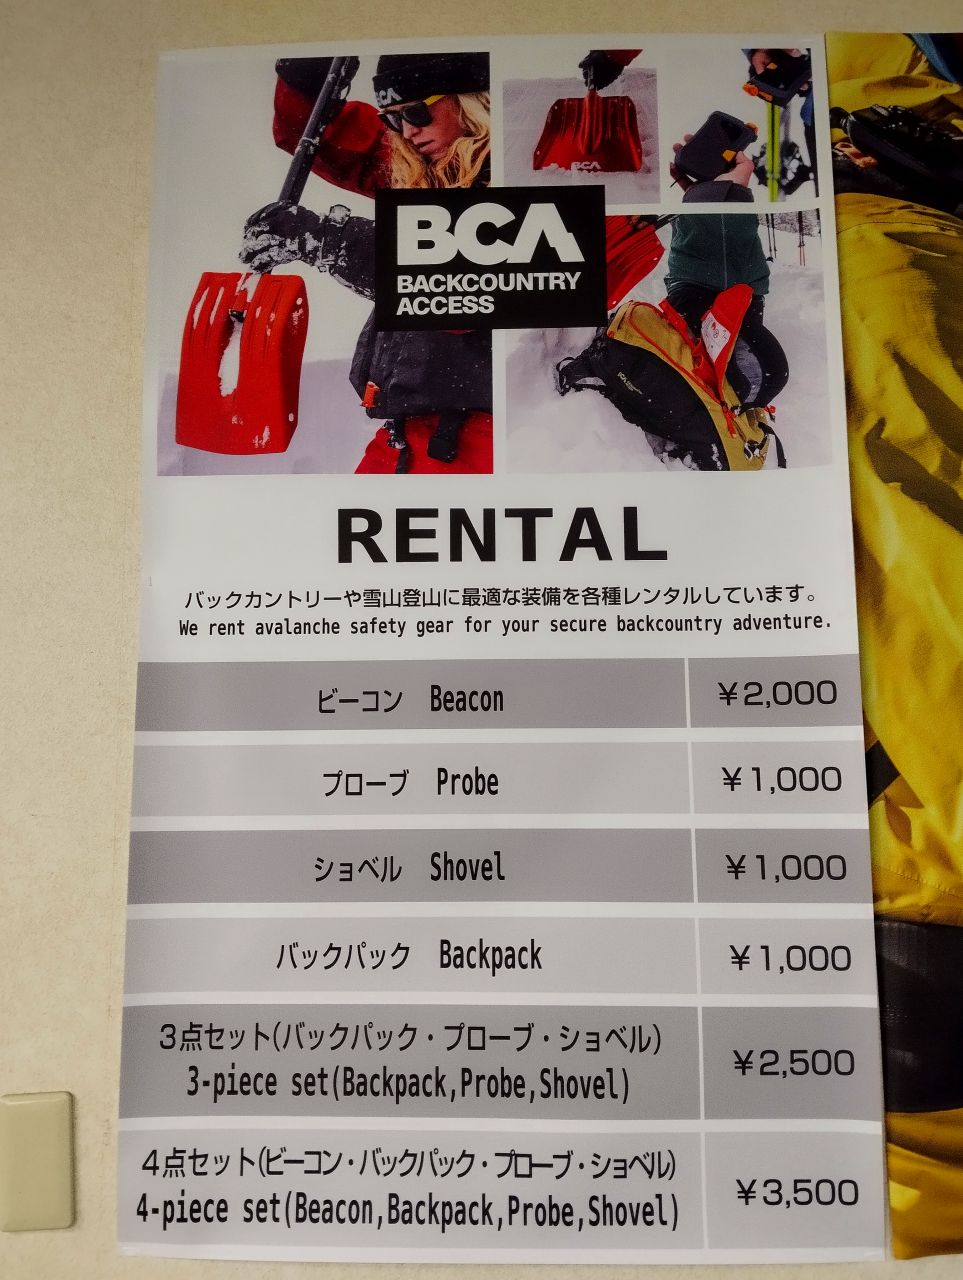 BCA
BCA
BCA
BACKCOUNTRY
ACCESS
BCA
RENTAL
バックカントリーや雪山登山に最適な装備を各種レンタルしています。
We rent avalanche safety gear for your secure backcountry adventure.
ビーコン Beacon ¥2,000
プローブ Probe ¥1,000
ショベル Shovel ¥1,000
バックパック Backpack ¥1,000
3点セット(バックパック・プローブ・ショベル)
3-piece set(Backpack,Probe,Shovel)
¥2,500
4点セット(ビーコン・バックパック・プローブ・ショベル)
4-piece set(Beacon,Backpack,Probe,Shovel)
¥3,500